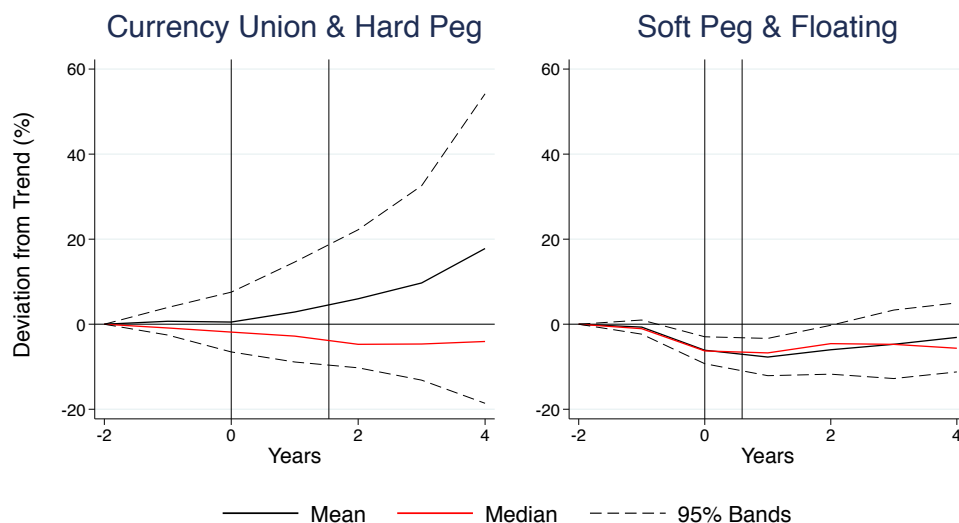 Currency Union & Hard Peg
Soft Peg & Floating
Deviation from Trend (%)
60
40
20
0
-20
-2
0
2
4
Years
60
40
20
0
-20
-2
0
2
4
Years
Mean
Median
95% Bands